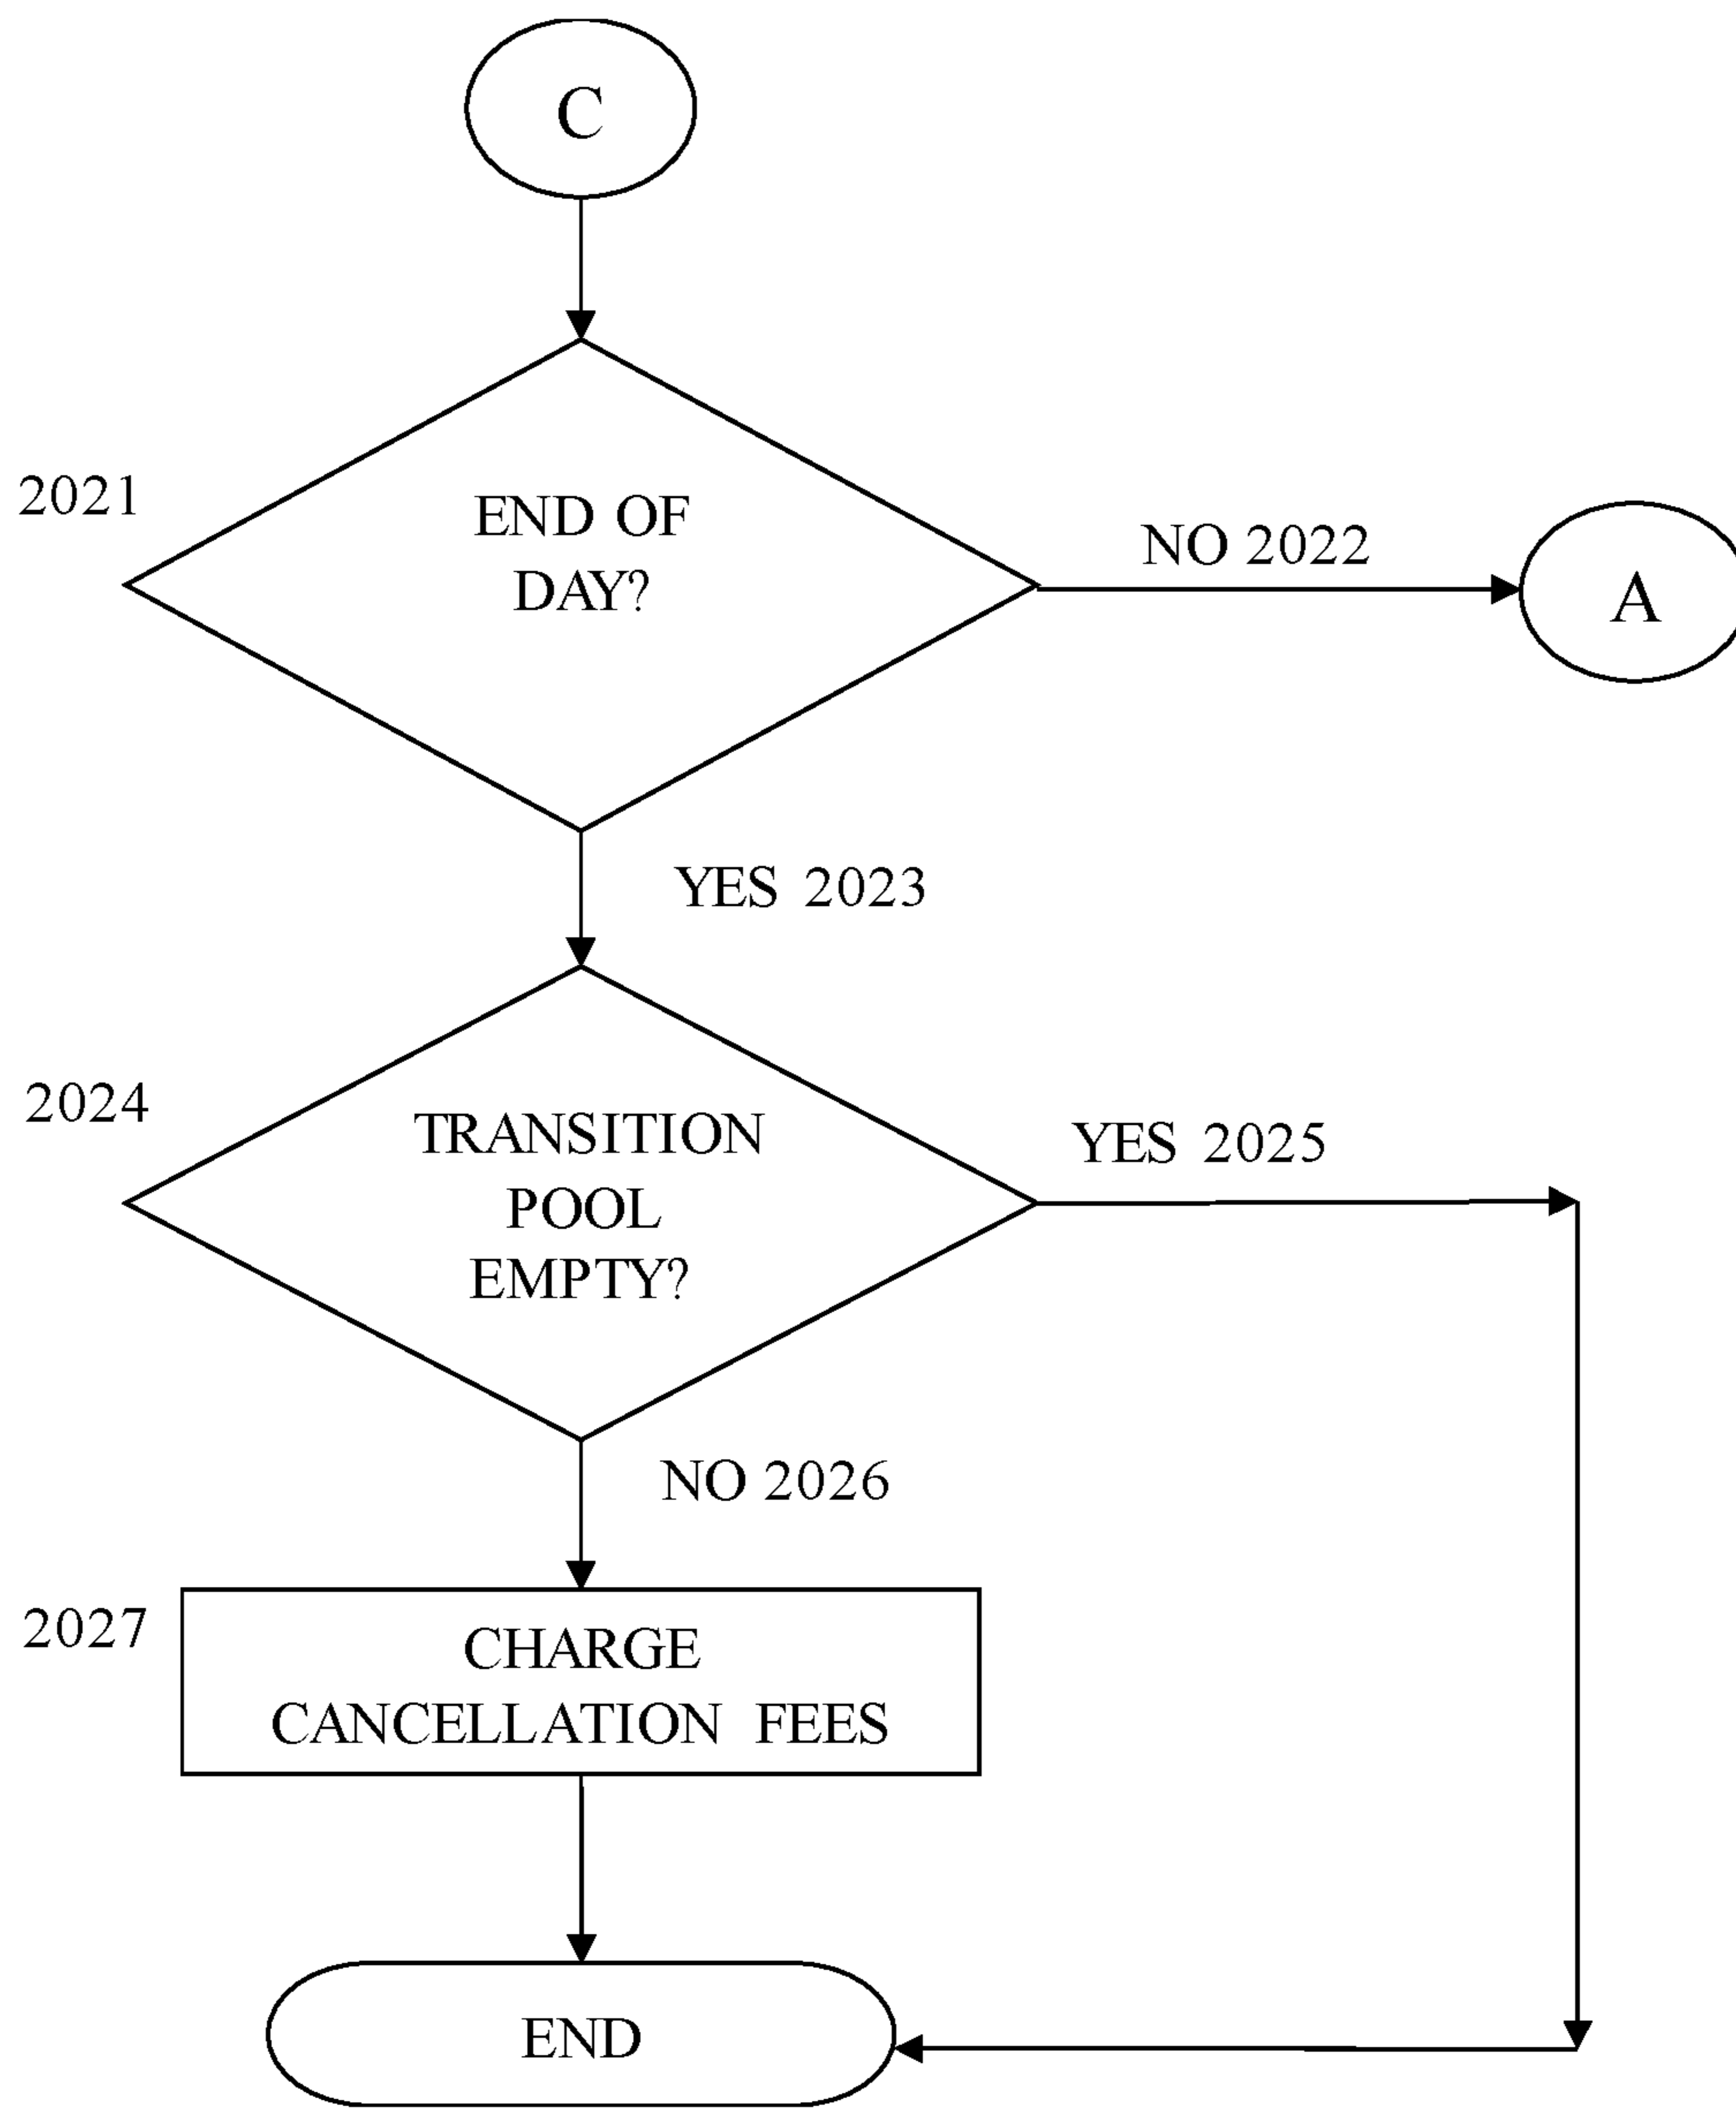 C
2021
END OF
DAY?
NO 2022
A
YES 2023
2024
TRANSITION
POOL
EMPTY?
YES 2025
NO 2026
2027
CHARGE
CANCELLATION FEES
END